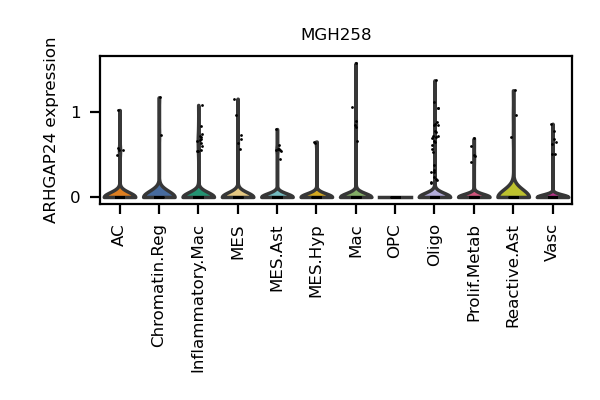 MGH258
ARHGAP24 expression
1
0
AC
Chromatin.Reg
Inflammatory.Mac
MES
MES.Ast
MES.Hyp
Mac
OPC
Oligo
Prolif.Metab
Reactive.Ast
Vasc